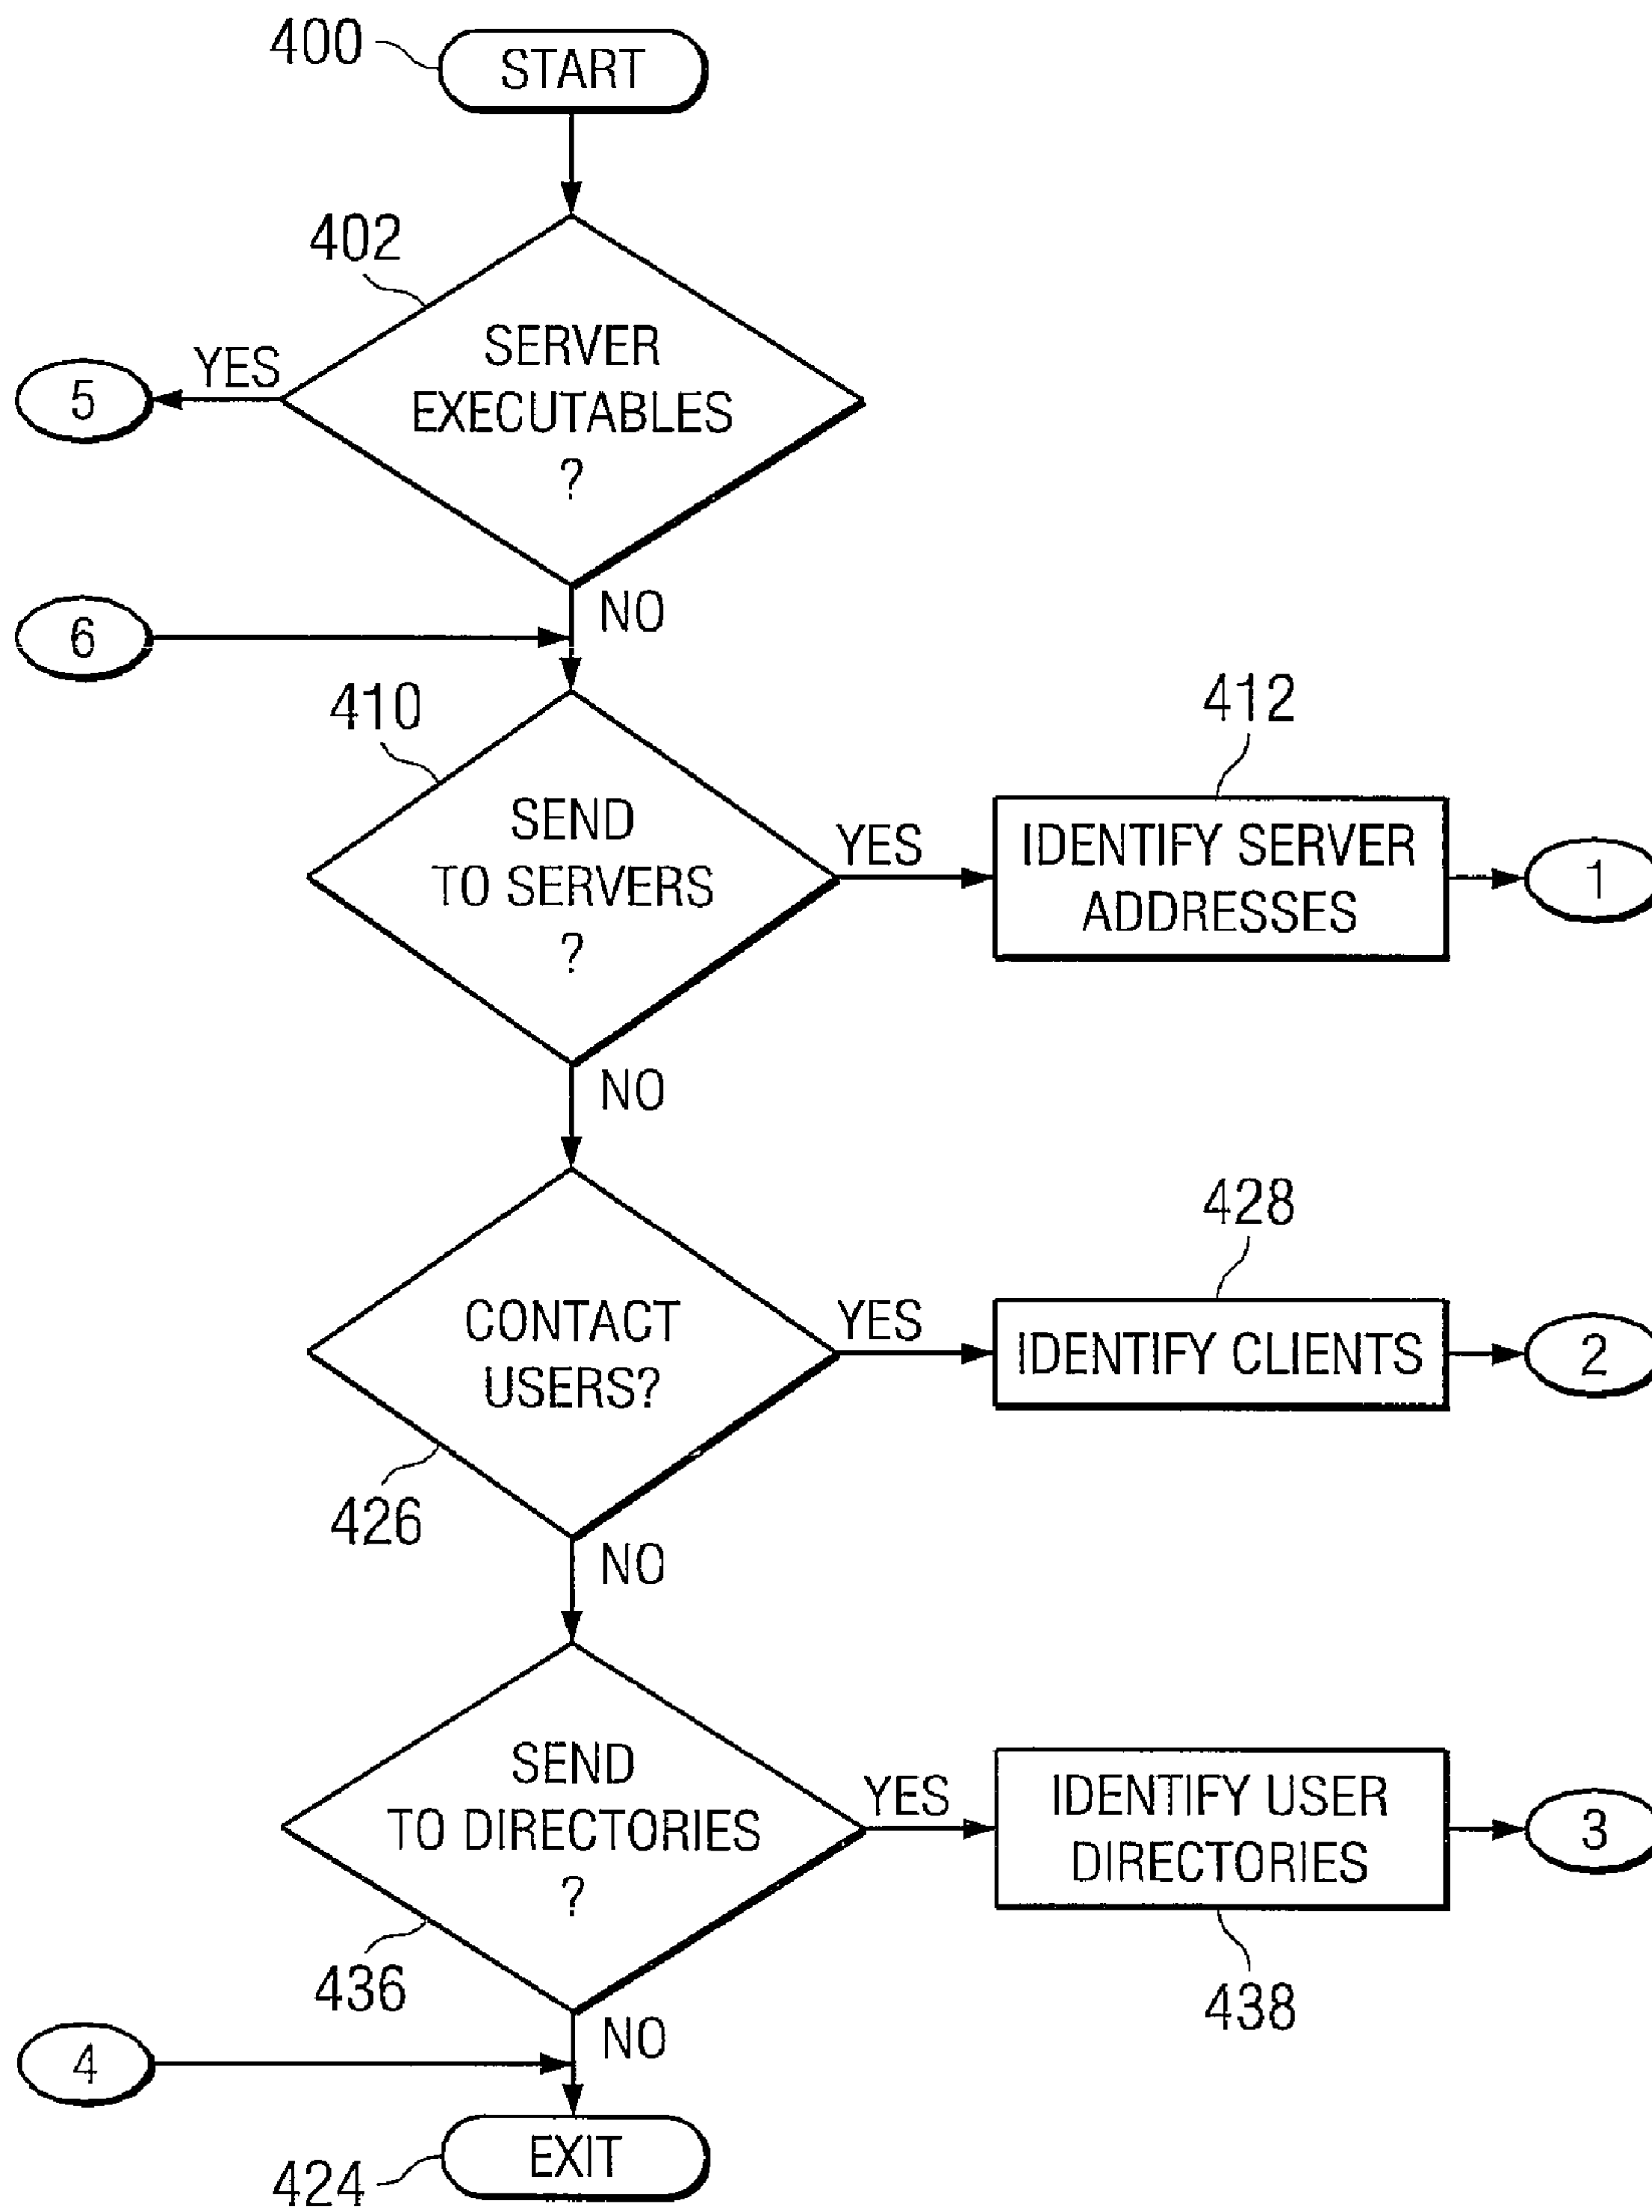 400
START
402
SERVER
EXECUTABLES
?
YES
5
NO
6
410
SEND
TO SERVERS
?
YES
412
IDENTIFY SERVER
ADDRESSES
1
NO
CONTACT
USERS?
426
YES
428
IDENTIFY CLIENTS
2
NO
SEND
TO DIRECTORIES
?
436
YES
IDENTIFY USER
DIRECTORIES
438
3
NO
4
EXIT
424